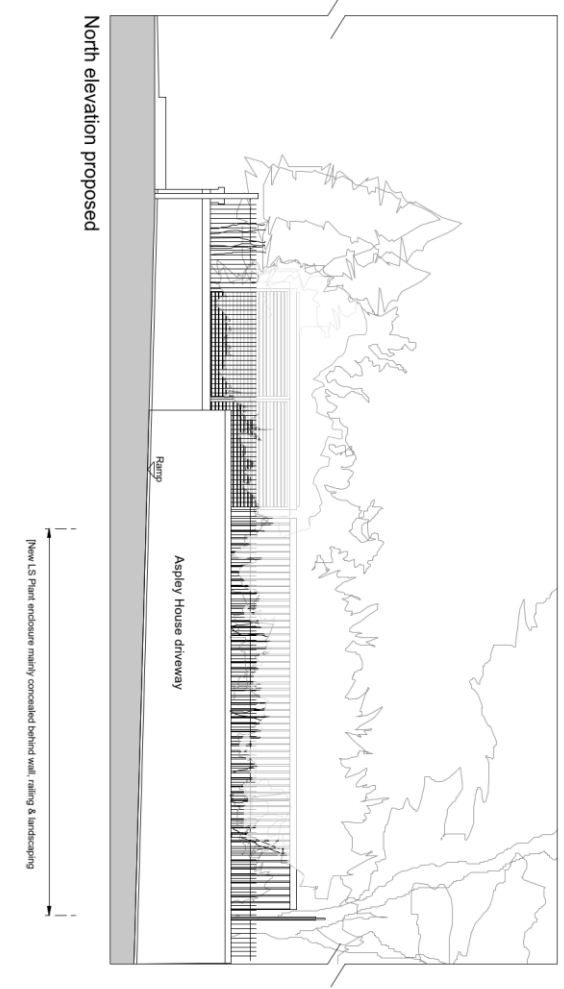 Ramp
Aspley House driveway
[New LS Plant enclosure mainly concealed behind wall, railing & landscaping
North elevation proposed